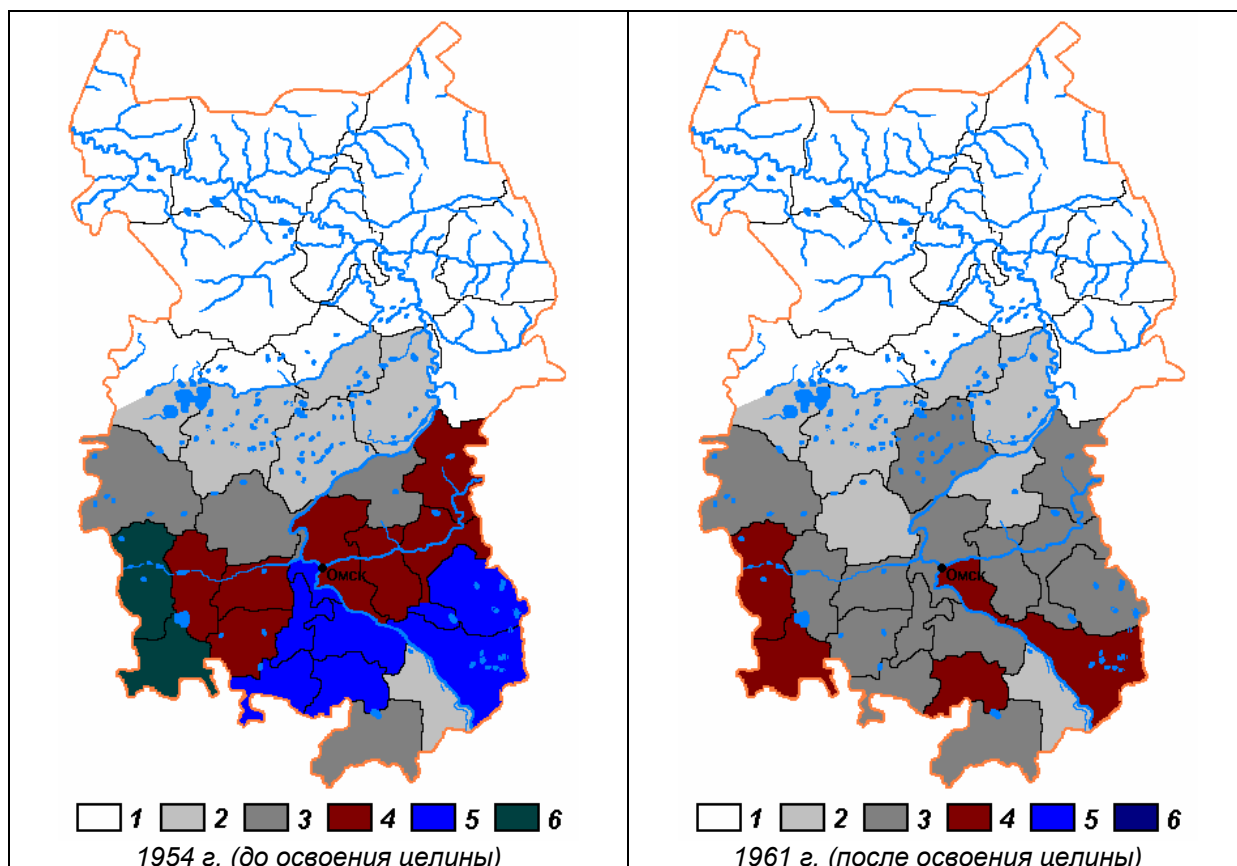 Омск
Омск
1 2 3 4 5 6
1 2 3 4 5 6
1954 г. (до освоения целины)
1961 г. (после освоения целины)